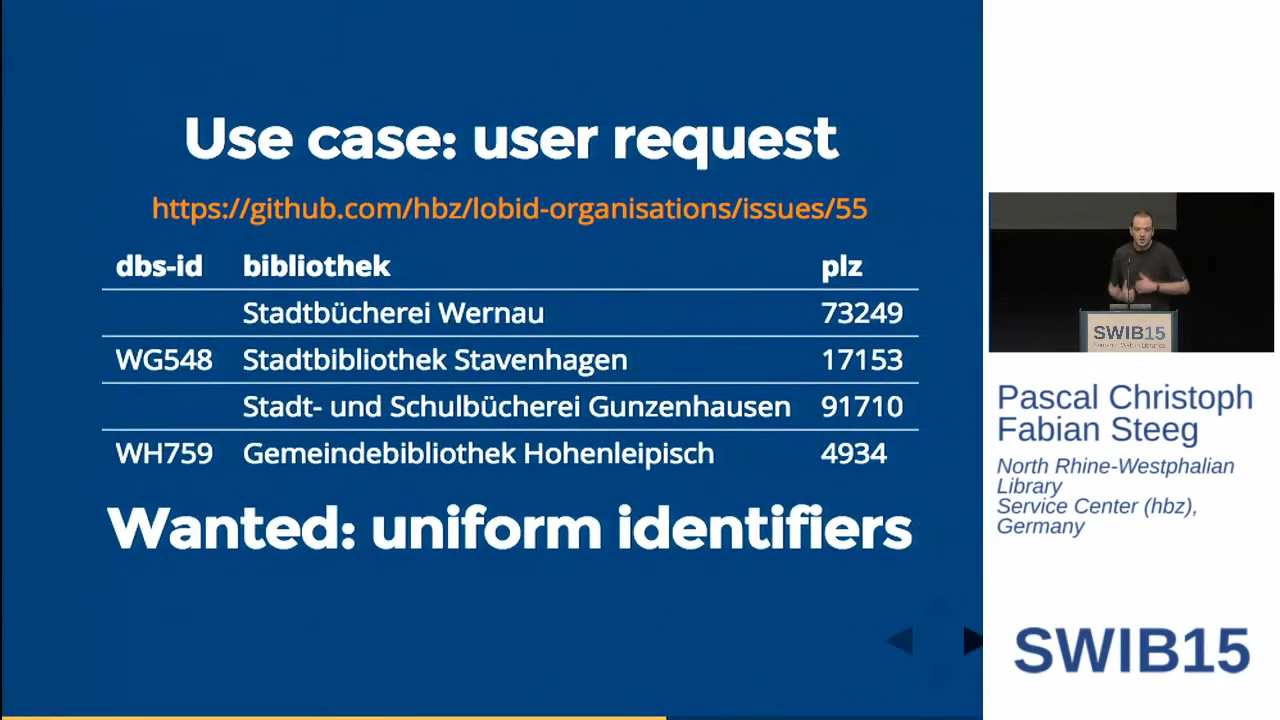 Use case: user request
https://github.com/hbz/lobid-organisations/issues/55
dbs-id bibliothek plz
Stadtbücherei Wernau 73249
WG548 Stadtbibliothek Stavenhagen 17153
Stadt- und Schulbücherei Gunzenhausen 91710
WH759 Gemeindebibliothek Hohenleipisch 4934
Wanted: uniform identifiers
SWIB15
Pascal Christoph
Fabian Steeg
North Rhine-Westphalian
Library
Service Center (hbz),
Germany
SWIB15